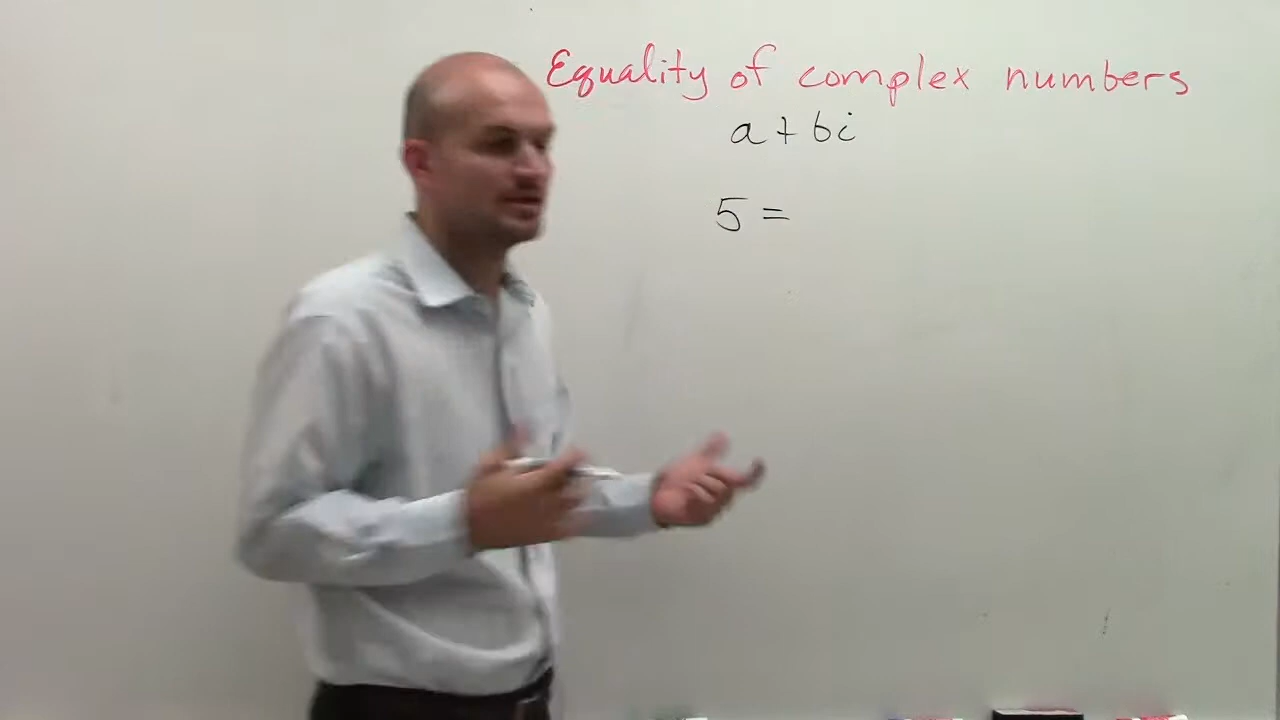 Equality of complex numbers
a + bi
5 =